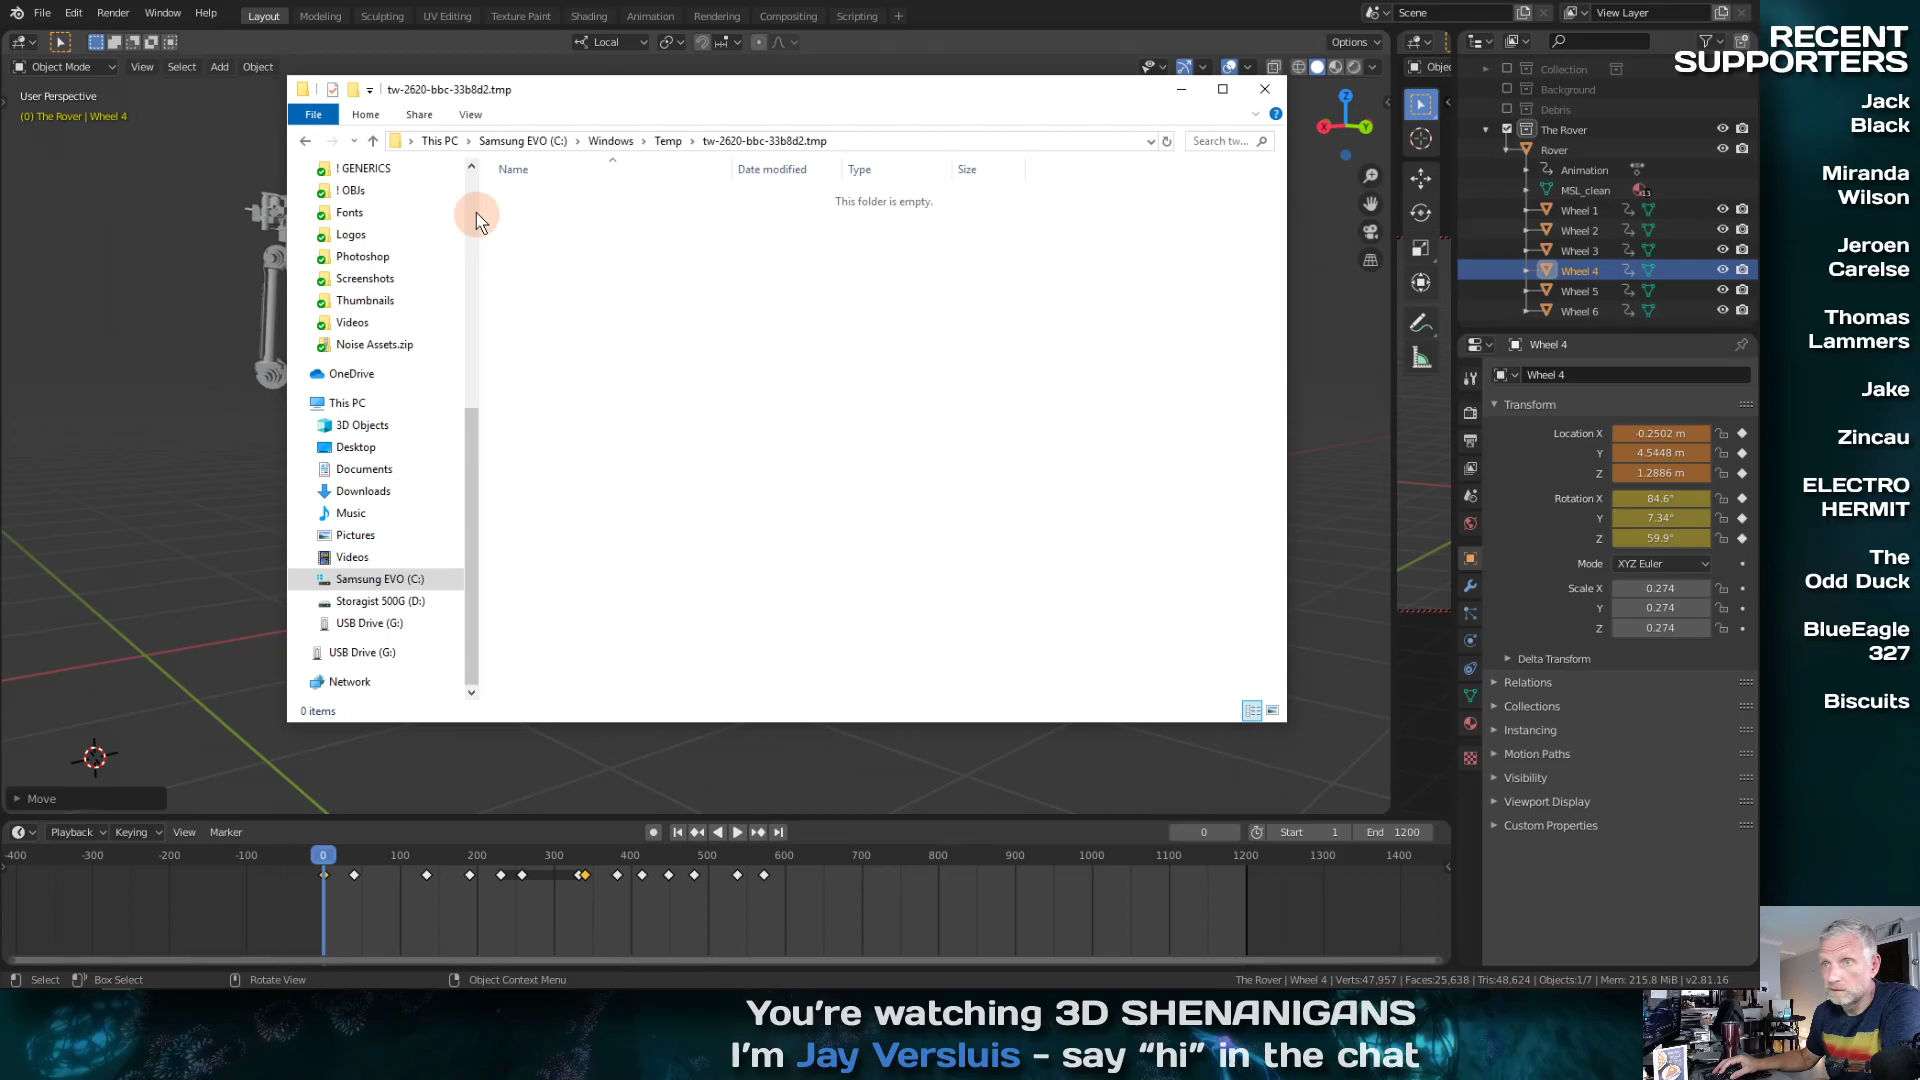 File Edit Render Window Help
Layout Modeling Sculpting UV Editing Texture Paint Shading Animation Rendering Compositing Scripting +
Scene
View Layer
Local
Options
Object Mode View Select Add Object
User Perspective
(0) The Rover | Wheel 4
tw-2620-bbc-33b8d2.tmp
File Home Share View
This PC > Samsung EVO (C:) > Windows > Temp > tw-2620-bbc-33b8d2.tmp
Search tw...
Name Date modified Type Size
This folder is empty.
! GENERICS
! OBJs
Fonts
Logos
Photoshop
Screenshots
Thumbnails
Videos
Noise Assets.zip
OneDrive
This PC
3D Objects
Desktop
Documents
Downloads
Music
Pictures
Videos
Samsung EVO (C:)
Storagist 500G (D:)
USB Drive (G:)
USB Drive (G:)
Network
0 items
Z
X
Y
Objec
Collection
Background
Debris
The Rover
Rover
Animation
MSL_clean
13
Wheel 1
Wheel 2
Wheel 3
Wheel 4
Wheel 5
Wheel 6
Wheel 4
Wheel 4
Transform
Location X -0.2502 m
Y 4.5448 m
Z 1.2886 m
Rotation X 84.6°
Y 7.34°
Z 59.9°
Mode XYZ Euler
Scale X 0.274
Y 0.274
Z 0.274
Delta Transform
Relations
Collections
Instancing
Motion Paths
Visibility
Viewport Display
Custom Properties
Move
Playback Keying View Marker
0
Start 1
End 1200
-400 -300 -200 -100 0 100 200 300 400 500 600 700 800 900 1000 1100 1200 1300 1400
Select Box Select Rotate View Object Context Menu
The Rover | Wheel 4 | Verts:47,957 | Faces:25,638 | Tris:48,624 | Objects:1/7 | Mem: 215.8 MiB | v2.81.16
RECENT
SUPPORTERS
Jack
Black
Miranda
Wilson
Jeroen
Carelse
Thomas
Lammers
Jake
Zincau
ELECTRO
HERMIT
The
Odd Duck
BlueEagle
327
Biscuits
You're watching 3D SHENANIGANS
I'm Jay Versluis – say “hi” in the chat